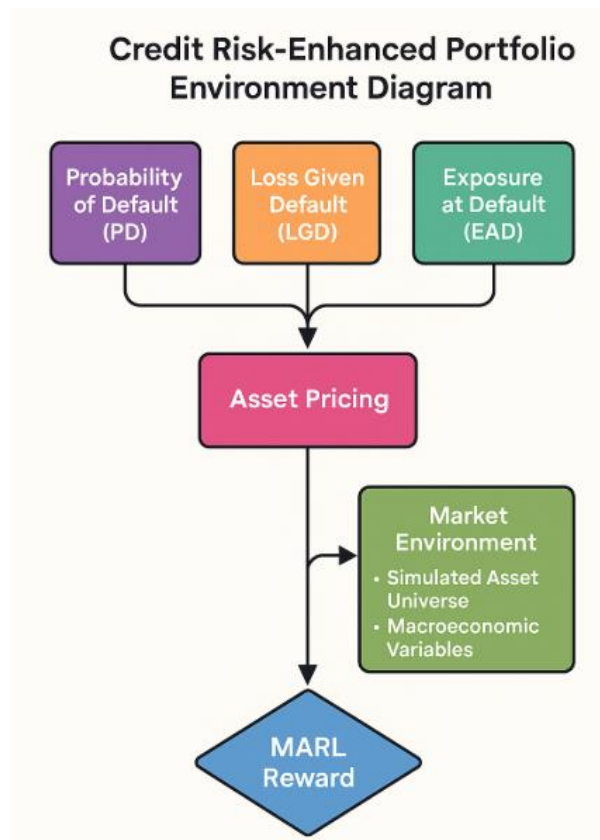 Credit Risk-Enhanced Portfolio
Environment Diagram
Probability
of Default
(PD)
Loss Given
Default
(LGD)
Exposure
at Default
(EAD)
Asset Pricing
Market
Environment
• Simulated Asset
Universe
• Macroeconomic
Variables
MARL
Reward